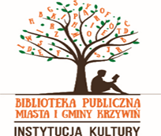 BIBLIOTEKA PUBLICZNA
MIASTA I GMINY KRZYWIŃ
INSTYTUCJA KULTURY